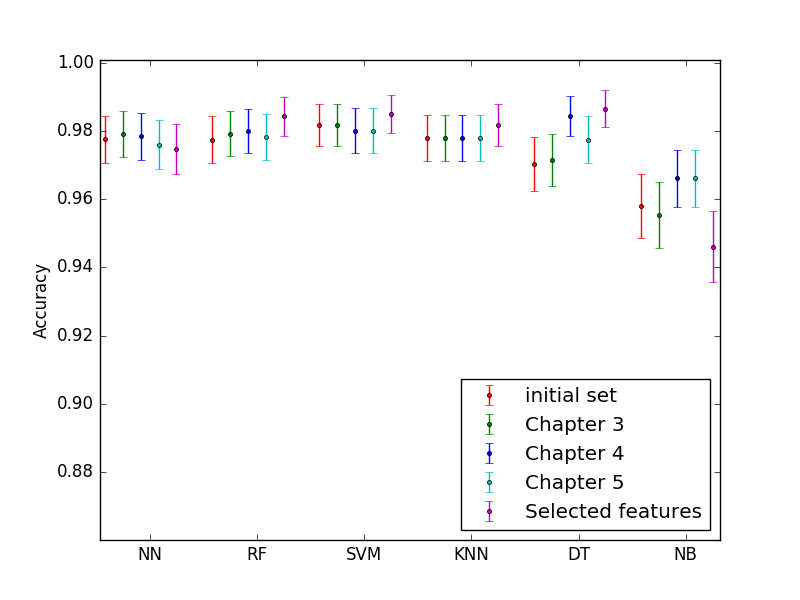 1.00
0.98
0.96
0.94
0.92
0.90
0.88
Accuracy
initial set
Chapter 3
Chapter 4
Chapter 5
Selected features
NN RF SVM KNN DT NB